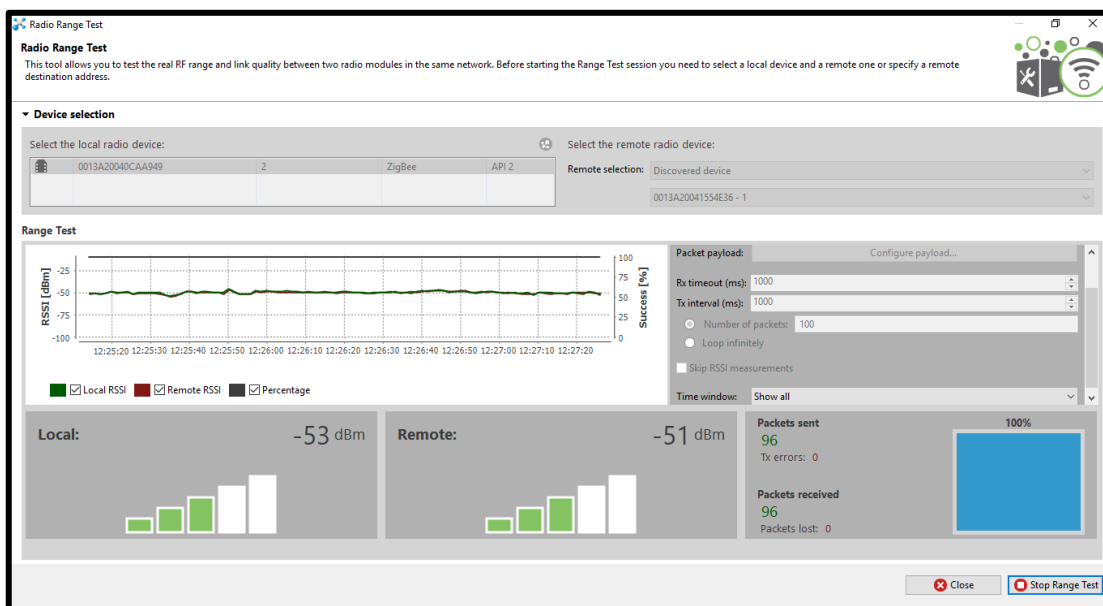 Radio Range Test
Radio Range Test
This tool allows you to test the real RF range and link quality between two radio modules in the same network. Before starting the Range Test session you need to select a local device and a remote one or specify a remote
destination address.
Device selection
Select the local radio device:
0013A20040CAA949 2 ZigBee API 2
Select the remote radio device:
Remote selection: Discovered device
0013A20041554E36 - 1
Range Test
RSSI [dBm]
-25
-50
-75
-100
100
75
50
25
0
Success [%]
12:25:20 12:25:30 12:25:40 12:25:50 12:26:00 12:26:10 12:26:20 12:26:30 12:26:40 12:26:50 12:27:00 12:27:10 12:27:20
Local RSSI Remote RSSI Percentage
Packet payload: Configure payload...
Rx timeout (ms): 1000
Tx interval (ms): 1000
Number of packets: 100
Loop infinitely
Skip RSSI measurements
Time window: Show all
Local: -53 dBm
Remote: -51 dBm
Packets sent
96
Tx errors: 0
Packets received
96
Packets lost: 0
100%
Close
Stop Range Test